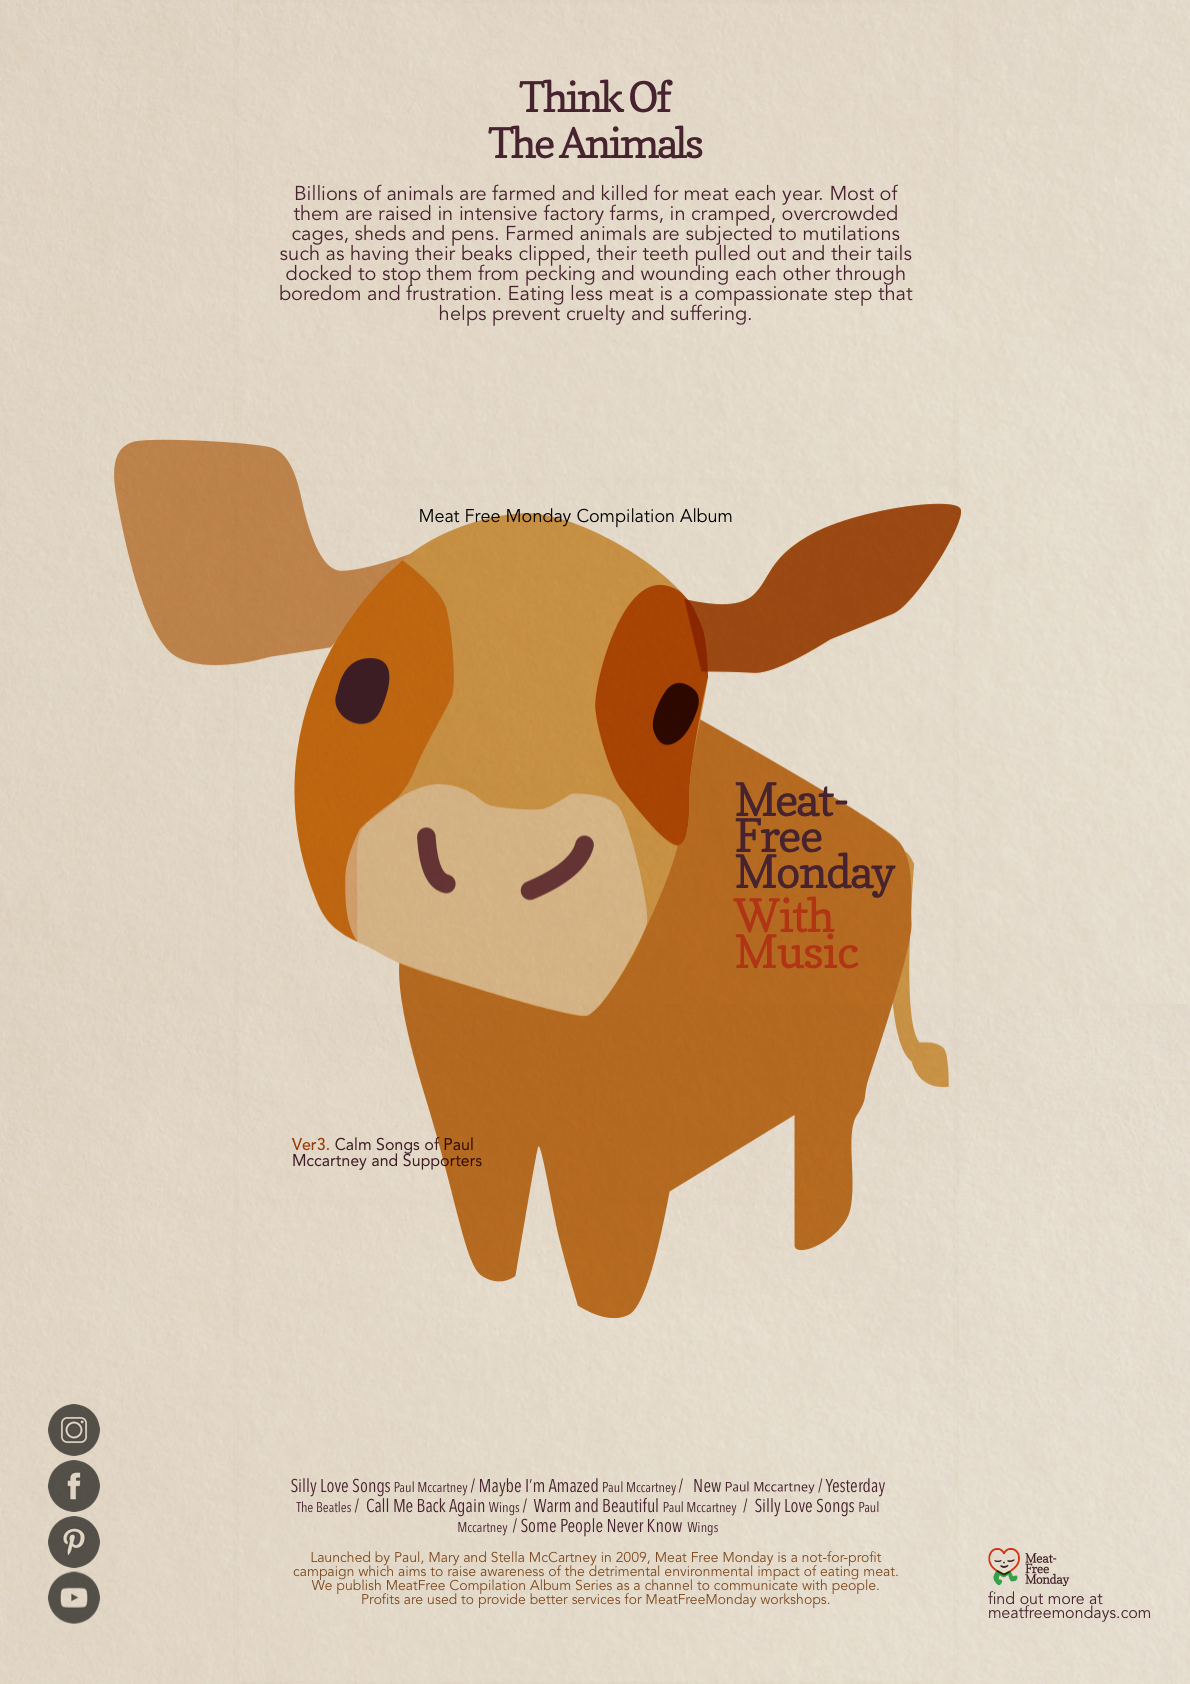 Think Of
The Animals
Billions of animals are farmed and killed for meat each year. Most of
them are raised in intensive factory farms, in cramped, overcrowded
cages, sheds and pens. Farmed animals are subjected to mutilations
such as having their beaks clipped, their teeth pulled out and their tails
docked to stop them from pecking and wounding each other through
boredom and frustration. Eating less meat is a compassionate step that
helps prevent cruelty and suffering.
Meat Free Monday Compilation Album
Meat-
Free
Monday
With
Music
Ver3. Calm Songs of Paul
Mccartney and Supporters
Silly Love Songs Paul Mccartney / Maybe I'm Amazed Paul Mccartney / New Paul Mccartney / Yesterday
The Beatles / Call Me Back Again Wings / Warm and Beautiful Paul Mccartney / Silly Love Songs Paul
Mccartney / Some People Never Know Wings
Launched by Paul, Mary and Stella McCartney in 2009, Meat Free Monday is a not-for-profit
campaign which aims to raise awareness of the detrimental environmental impact of eating meat.
We publish MeatFree Compilation Album Series as a channel to communicate with people.
Profits are used to provide better services for MeatFreeMonday workshops.
Meat-
Free
Monday
find out more at
meatfreemondays.com